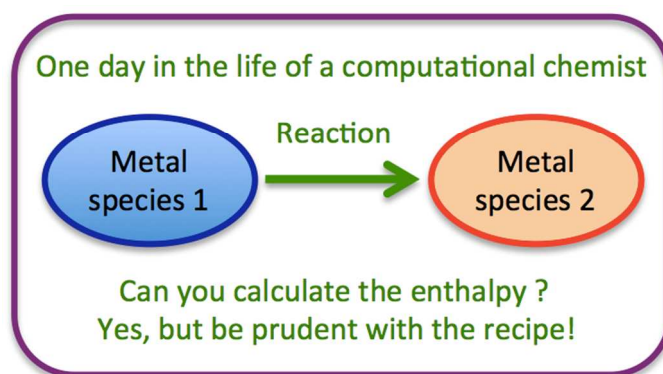 One day in the life of a computational chemist
Reaction
Metal
species 1
Metal
species 2
Can you calculate the enthalpy ?
Yes, but be prudent with the recipe!